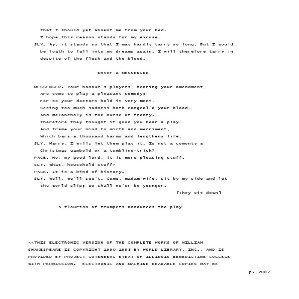 that I should yet absent me from your bed.
I hope this reason stands for my excuse.
SLY. Ay, it stands so that I may hardly tarry so long. But I would
be loath to fall into my dreams again. I will therefore tarry in
despite of the flesh and the blood.
Enter a MESSENGER
MESSENGER. Your honour's players, hearing your amendment
are come to play a pleasant comedy;
For so your doctors hold it very meet,
Seeing too much sadness hath congeal'd your blood,
And melancholy is the nurse of frenzy.
Therefore they thought it good you hear a play
And frame your mind to mirth and merriment,
Which bars a thousand harms and lengthens life.
SLY. Marry, I will; let them play it. Is not a comonty a
Christmas gambold or a tumbling-trick?
PAGE. No, my good lord, it is more pleasing stuff.
SLY. What, household stuff?
PAGE. It is a kind of history.
SLY. Well, we'll see't. Come, madam wife, sit by my side and let
the world slip; we shall ne'er be younger.
[They sit down]
A flourish of trumpets announces the play
<<THIS ELECTRONIC VERSION OF THE COMPLETE WORKS OF WILLIAM
SHAKESPEARE IS COPYRIGHT 1990-1993 BY WORLD LIBRARY, INC., AND IS
PROVIDED BY PROJECT GUTENBERG ETEXT OF ILLINOIS BENEDICTINE COLLEGE
WITH PERMISSION. ELECTRONIC AND MACHINE READABLE COPIES MAY BE